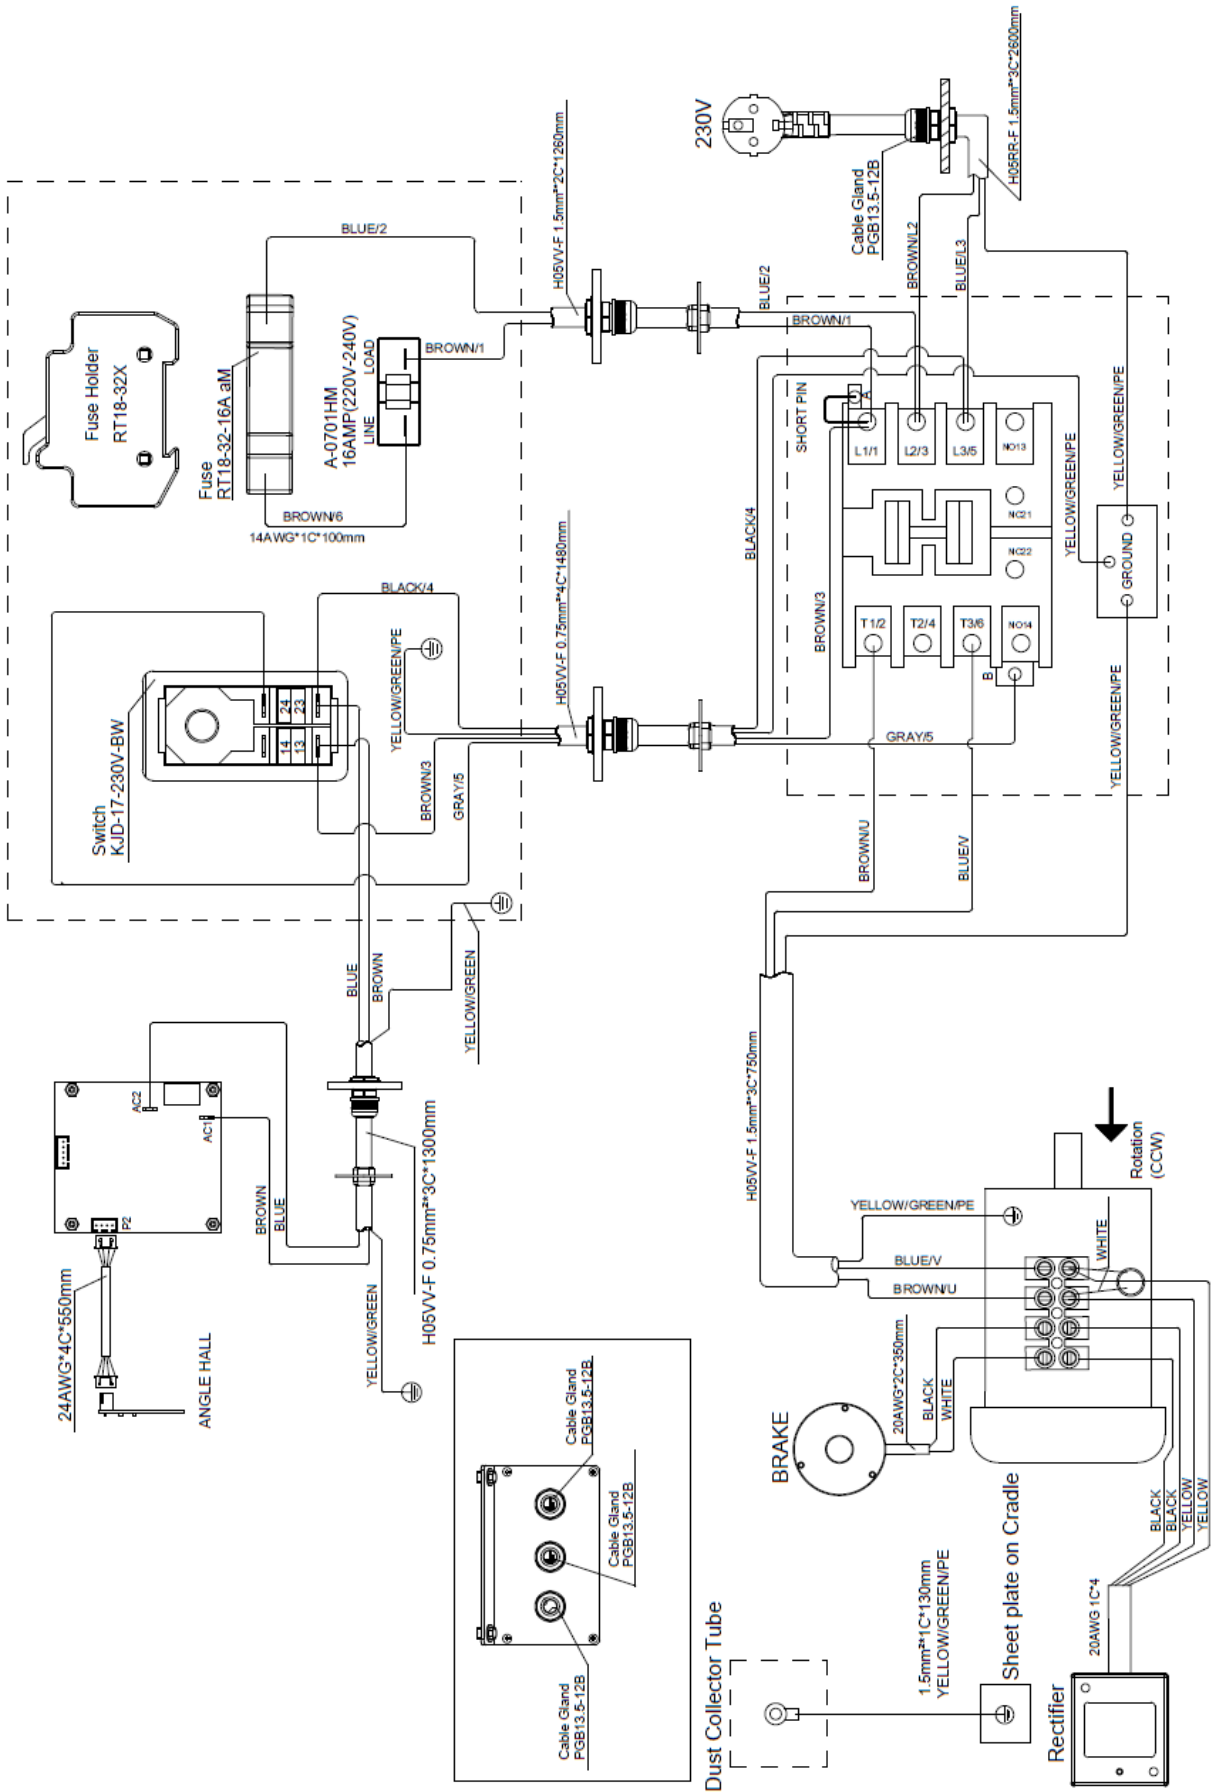 Fuse Holder
RT18-32X
Fuse
RT18-32-16A aM
BROWN/6
14AWG*1C*100mm
A-0701HM
16AMP(220V-240V)
LINE
LOAD
BROWN/1
BLUE/2
H05VV-F 1.5mm²*2C*1260mm
BLUE/2
BROWN/1
230V
Cable Gland
PGB13.5-12B
H05RR-F 1.5mm²*3C*2600mm
BROWN/L2
BLUE/L3
Switch
KJD-17-230V-BW
14
13
24
23
BLACK/4
YELLOW/GREEN/PE
BROWN/3
GRAY/5
H05VV-F 0.75mm²*4C*1480mm
BLACK/4
BROWN/3
GRAY/5
SHORT PIN
A
L1/1
L2/3
L3/5
NO13
NC21
NC22
T1/2
T2/4
T3/6
NO14
B
YELLOW/GREEN/PE
YELLOW/GREEN/PE
GROUND
YELLOW/GREEN/PE
BROWN/U
BLUE/V
BLUE
BROWN
YELLOW/GREEN
AC2
AC1
P2
24AWG*4C*550mm
ANGLE HALL
BROWN
BLUE
YELLOW/GREEN
H05VV-F 0.75mm²*3C*1300mm
H05VV-F 1.5mm²*3C*750mm
YELLOW/GREEN/PE
BLUE/V
BROWN/U
WHITE
Rotation
(CCW)
BRAKE
20AWG*2C*350mm
BLACK
WHITE
BLACK
BLACK
YELLOW
YELLOW
20AWG 1C*4
Rectifier
Cable Gland
PGB13.5-12B
Cable Gland
PGB13.5-12B
Cable Gland
PGB13.5-12B
Dust Collector Tube
1.5mm²*1C*130mm
YELLOW/GREEN/PE
Sheet plate on Cradle